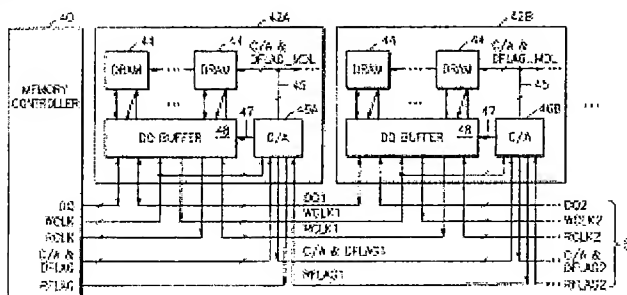 40
42A
42B
44
44
C/A &
DFLAG_MDL
44
44
C/A &
DFLAG_MDL
DRAM
...
DRAM
...
DRAM
...
DRAM
...
MEMORY
CONTROLLER
45
45
...
47
46A
47
46B
...
DQ BUFFER
48
C/A
DQ BUFFER
48
C/A
DQ
DQ1
DQ2
WCLK
WCLK1
WCLK2
RCLK
RCLK1
RCLK2
C/A &
DFLAG
C/A & DFLAG1
C/A &
DFLAG2
RFLAG
RFLAG1
RFLAG2